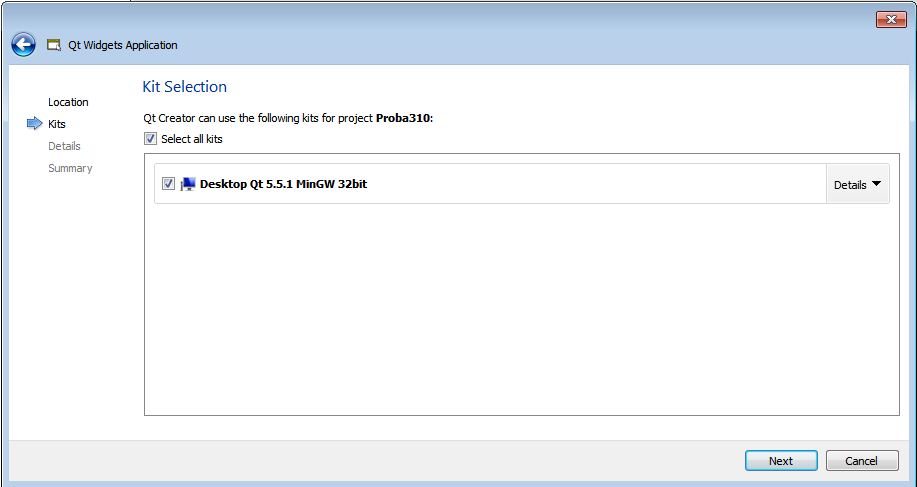 Qt Widgets Application
Location
Kits
Details
Summary
Kit Selection
Qt Creator can use the following kits for project Proba310:
Select all kits
Desktop Qt 5.5.1 MinGW 32bit
Details
Next
Cancel